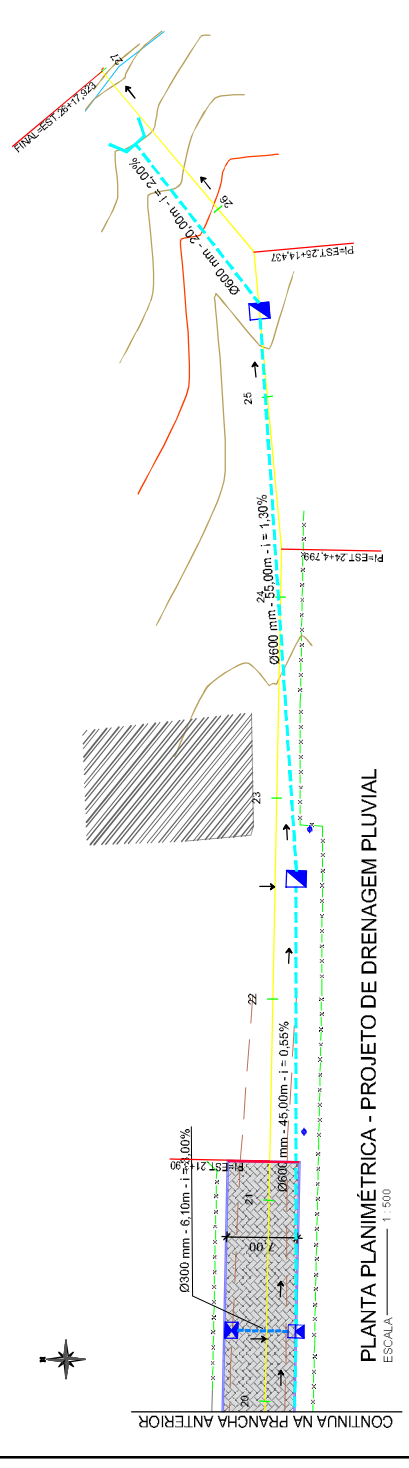 FINAL=EST.26+17,923
27
Ø600 mm - 20,00m - i = 2,00%
26
PI=EST.25+14,437
25
Ø600 mm - 55,00m - i = 1,30%
24
PI=EST.24+4,799
23
22
Ø600 mm - 45,00m - i = 0,55%
PI=EST.21+1,90
21
7,00
Ø300 mm - 6,10m - i = 3,00%
20
CONTINUA NA PRANCHA ANTERIOR
PLANTA PLANIMÉTRICA - PROJETO DE DRENAGEM PLUVIAL
ESCALA 1 : 500